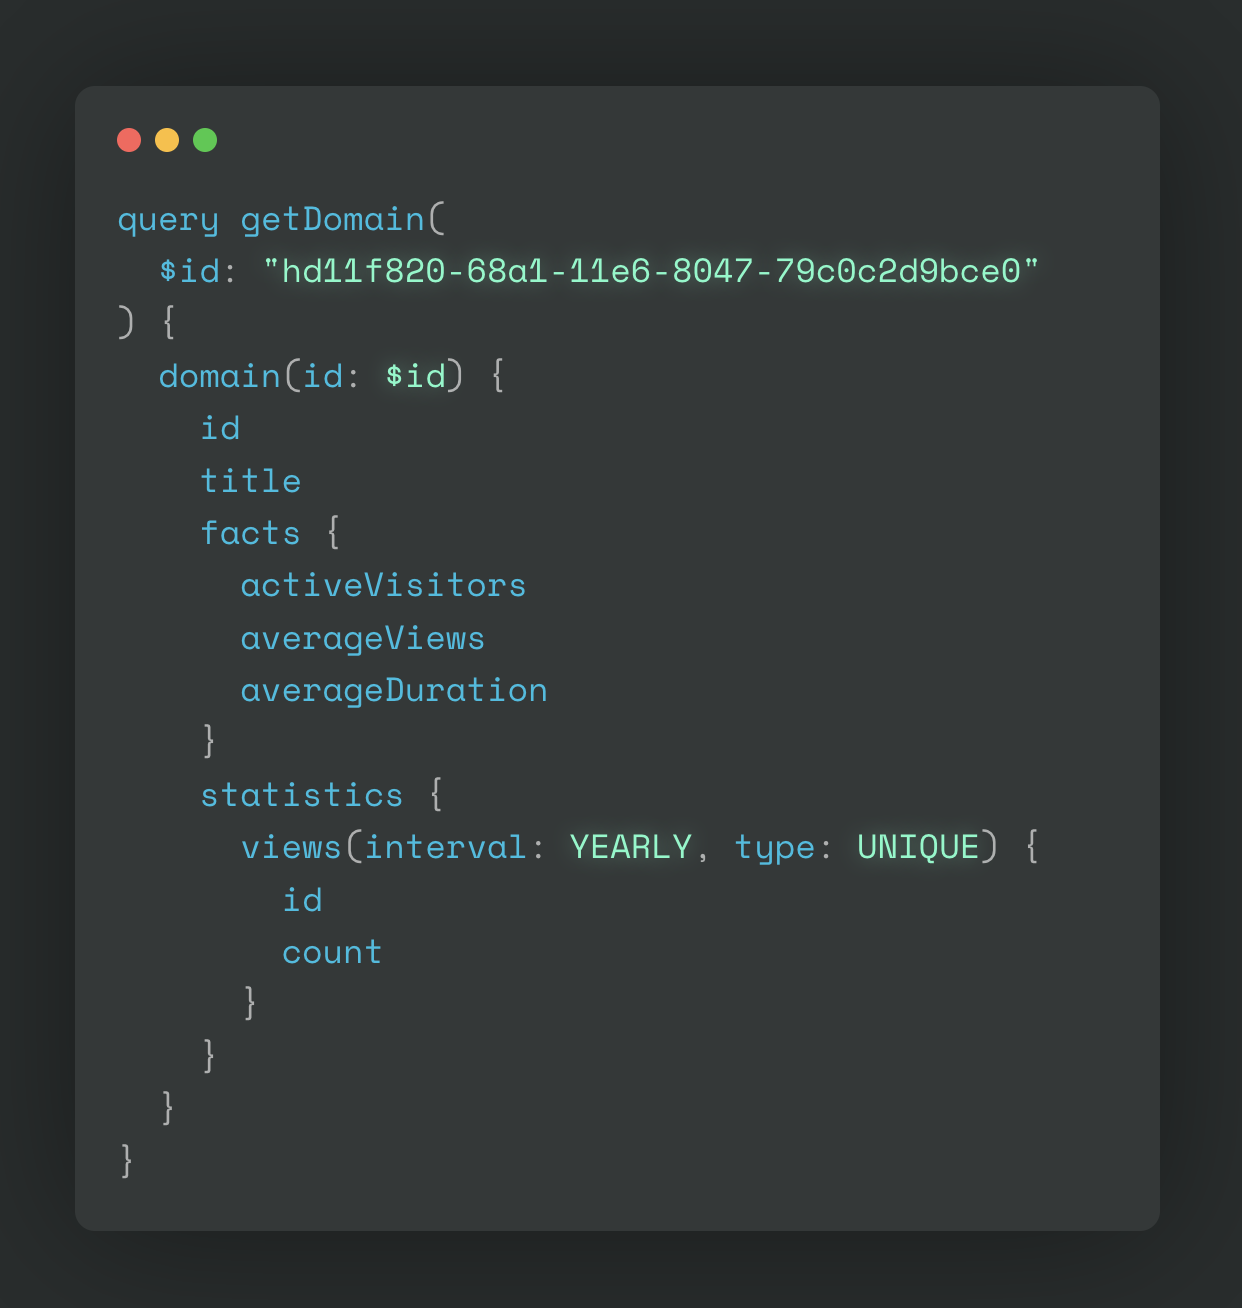 query getDomain(
  $id: "hd11f820-68a1-11e6-8047-79c0c2d9bce0"
) {
  domain(id: $id) {
    id
    title
    facts {
      activeVisitors
      averageViews
      averageDuration
    }
    statistics {
      views(interval: YEARLY, type: UNIQUE) {
        id
        count
      }
    }
  }
}